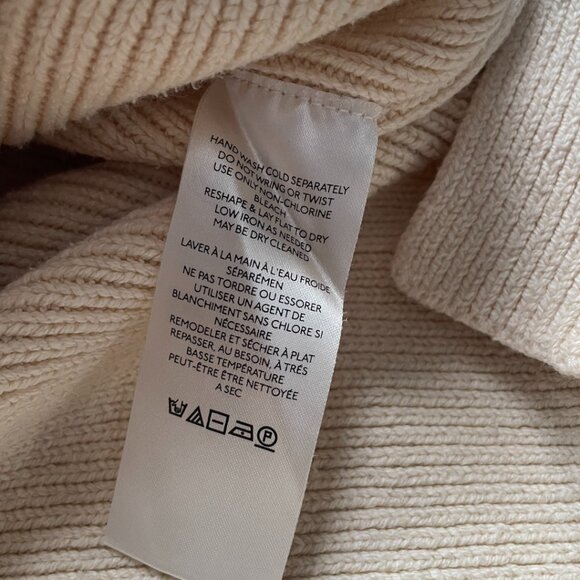 HAND WASH COLD SEPARATELY
DO NOT WRING OR TWIST
USE ONLY NON-CHLORINE
BLEACH
RESHAPE & LAY FLAT TO DRY
LOW IRON AS NEEDED
MAY BE DRY CLEANED
LAVER À LA MAIN À L'EAU FROIDE
SÉPARÉMEN
NE PAS TORDRE OU ESSORER
UTILISER UN AGENT DE
BLANCHIMENT SANS CHLORE SI
NÉCESSAIRE
REMODELER ET SÉCHER À PLAT
REPASSER, AU BESOIN, À TRÉS
BASSE TEMPÉRATURE
PEUT-ÊTRE ÊTRE NETTOYÉE
A SEC
P